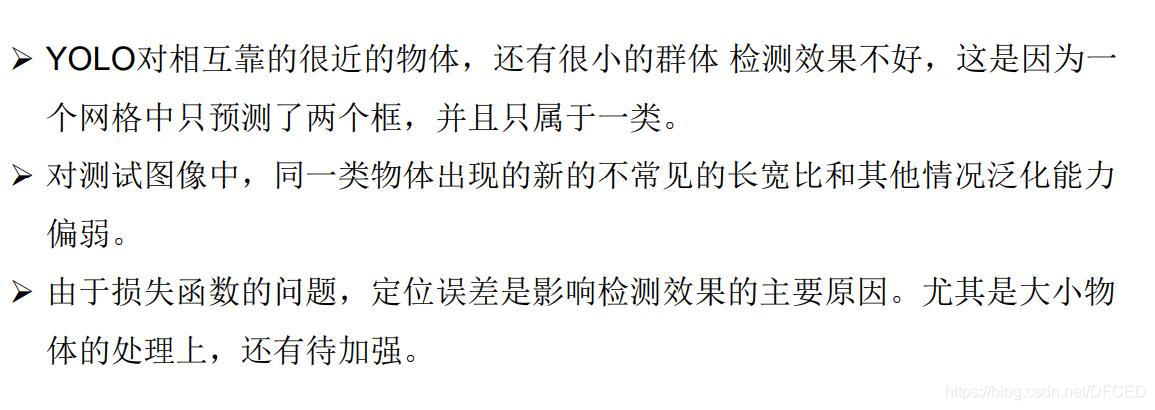 ➢ YOLO对相互靠的很近的物体，还有很小的群体 检测效果不好，这是因为一
个网格中只预测了两个框，并且只属于一类。
➢ 对测试图像中，同一类物体出现的新的不常见的长宽比和其他情况泛化能力
偏弱。
➢ 由于损失函数的问题，定位误差是影响检测效果的主要原因。尤其是大小物
体的处理上，还有待加强。
https://blog.csdn.net/DFCED